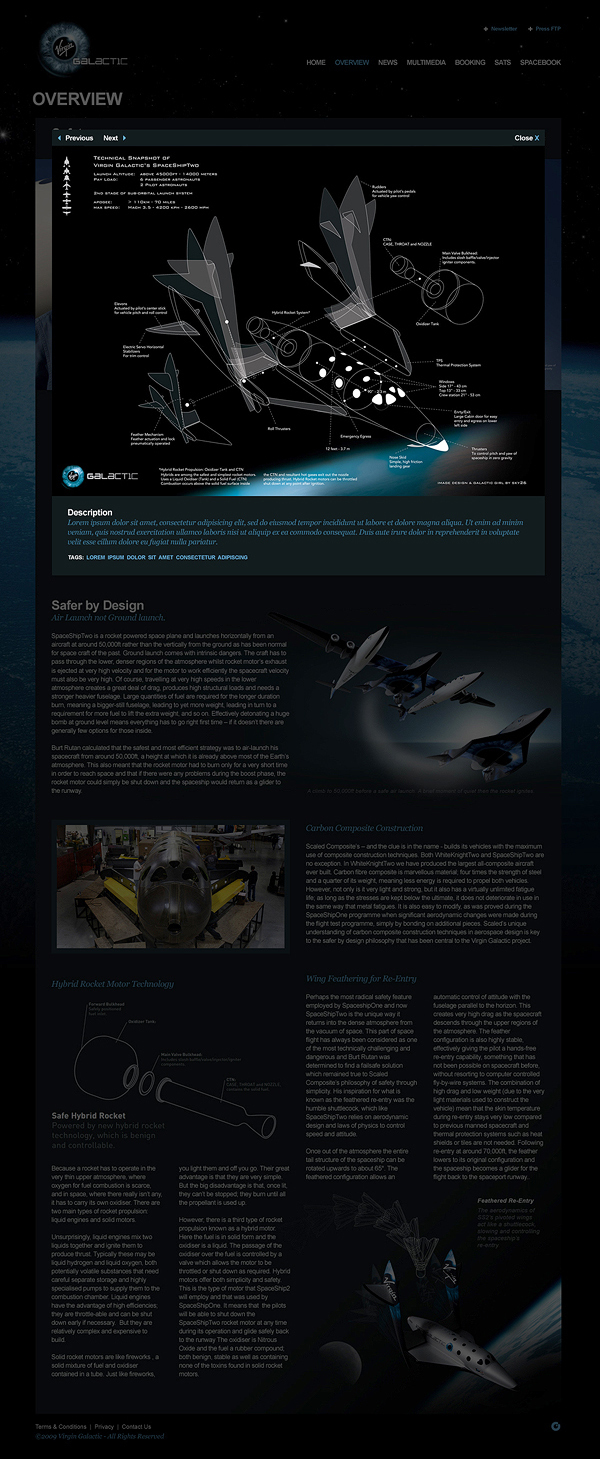 Newsletter
Press FTP
Virgin
GALACTIC
HOME OVERVIEW NEWS MULTIMEDIA BOOKING SATS SPACEBOOK
OVERVIEW
Previous Next
Close X
TECHNICAL SNAPSHOT OF
VIRGIN GALACTIC'S SPACESHIPTWO
LAUNCH ALTITUDE: ABOVE 45000FT - 14000 METERS
PAY LOAD: 6 PASSENGER ASTRONAUTS
2 PILOT ASTRONAUTS
2ND STAGE OF SUB-ORBITAL LAUNCH SYSTEM
APOGEE: > 110KM - 70 MILES
MAX SPEED: MACH 3.5 - 4200 KPH - 2600 MPH
Rudders
Actuated by pilot's pedals
for vehicle yaw control
CTN:
CASE, THROAT and NOZZLE
Main Valve Bulkhead:
Includes slosh baffle/valve/injector
igniter components.
Elevons
Actuated by pilot's center stick
for vehicle pitch and roll control
Hybrid Rocket System*
Oxidizer Tank
Electric Servo Horizontal
Stabilizers
For trim control
TPS
Thermal Protection System
Windows
Side 17" - 43 cm
Top 13" - 33 cm
Crew station 21" - 53 cm
Entry/Exit
Large Cabin door for easy
entry and egress on lower
left side
Roll Thrusters
Feather Mechanism
Feather actuation and lock
pneumatically operated
Emergency Egress
12 feet - 3.7 m
Nose Skid
Simple, high friction
landing gear
Thrusters
To control pitch and yaw of
spaceship in zero gravity
GALACTIC
*Hybrid Rocket Propulsion: Oxidizer Tank and CTN
Hybrids are among the safest and simplest rocket motors
Uses a Liquid Oxidizer (Tank) and a Solid Fuel (CTN)
Combustion occurs above the solid fuel surface inside
the CTN and resultant hot gases exit out the nozzle
producing thrust. Hybrid Rocket motors can be throttled
shut down at any point after ignition.
IMAGE DESIGN A GALACTIC GIRL BY SKY26
Description
Lorem ipsum dolor sit amet, consectetur adipisicing elit, sed do eiusmod tempor incididunt ut labore et dolore magna aliqua. Ut enim ad minim
veniam, quis nostrud exercitation ullamco laboris nisi ut aliquip ex ea commodo consequat. Duis aute irure dolor in reprehenderit in voluptate
velit esse cillum dolore eu fugiat nulla pariatur.
TAGS: LOREM IPSUM DOLOR SIT AMET CONSECTETUR ADIPISCING
Safer by Design
Air Launch not Ground launch.
SpaceShipTwo is a rocket powered space plane and launches horizontally from an
aircraft at around 50,000ft rather than the vertically from the ground as has been normal
for space craft of the past. Ground launch comes with intrinsic dangers. The craft has to
pass through the lower, denser regions of the atmosphere whilst rocket motor's exhaust
is ejected at very high velocity and for the motor to work efficiently the spacecraft velocity
must also be very high. Of course, travelling at very high speeds in the lower
atmosphere creates a great deal of drag, produces high structural loads and needs a
stronger heavier fuselage. Large quantities of fuel are required for the longer duration
burn, meaning a bigger-still fuselage, leading to yet more weight, leading in turn to a
requirement for more fuel to lift the extra weight, and so on. Effectively detonating a huge
bomb at ground level means everything has to go right first time – if it doesn't there are
generally few options for those inside.
Burt Rutan calculated that the safest and most efficient strategy was to air-launch his
spacecraft from around 50,000ft, a height at which it is already above most of the Earth's
atmosphere. This also meant that the rocket motor had to burn only for a very short time
in order to reach space and that if there were any problems during the boost phase, the
rocket motor could simply be shut down and the spaceship would return as a glider to
the runway.
Carbon Composite Construction
Scaled Composite's – and the clue is in the name - builds its vehicles with the maximum
use of composite construction techniques. Both WhiteKnightTwo and SpaceShipTwo are
no exception. In WhiteKnightTwo we have produced the largest all-composite aircraft
ever built. Carbon fibre composite is marvellous material, four times the strength of steel
and a quarter of its weight, meaning less energy is required to propel both vehicles.
However, not only is it very light and strong, but it also has a virtually unlimited fatigue
life; as long as the stresses are kept below the ultimate, it does not deteriorate in use in
the same way that metal fatigues. It is also easy to modify, as was proved during the
SpaceShipOne programme when significant aerodynamic changes were made during
the flight test programme, simply by bonding on additional pieces. Scaled's unique
understanding of carbon composite construction techniques in aerospace design is key
to the safer by design philosophy that has been central to the Virgin Galactic project.
Hybrid Rocket Motor Technology
Forward Bulkhead
Oxidizer Tank:
Main Valve Bulkhead:
Includes slosh baffle/valve/injector/igniters
components.
CTN:
CASE, THROAT and NOZZLE
contains the solid fuel
Safe Hybrid Rocket
Powered by new hybrid rocket
technology, which is benign
and controllable.
Because a rocket has to operate in the
very thin upper atmosphere, where
oxygen for fuel combustion is scarce,
and in space, where there really isn't any,
it has to carry its own oxidiser. There are
two main types of rocket propulsion:
liquid engines and solid motors.
Unsurprisingly, liquid engines mix two
liquids together and ignite them to
produce thrust. Typically these may be
liquid hydrogen and liquid oxygen, both
potentially volatile substances that need
careful separate storage and highly
specialised pumps to supply them to the
combustion chamber. Liquid engines
have the advantage of high efficiencies:
they are throttle-able and can be shut
down early if necessary. But they are
relatively complex and expensive to
build.
Solid rocket motors are like fireworks , a
solid mixture of fuel and oxidiser
contained in a tube. Just like fireworks,
you light them and off you go. Their great
advantage is that they are very simple.
But the big disadvantage is that, once lit,
they can't be stopped; they burn until all
the propellant is used up.
However, there is a third type of rocket
propulsion known as a hybrid motor.
Here the fuel is in solid form and the
oxidiser is a liquid. The passage of the
oxidiser over the fuel is controlled by a
valve which allows the motor to be
throttled or shut down as required. Hybrid
motors offer both simplicity and safety.
This is the type of motor that SpaceShip2
will employ and that was used by
SpaceShipOne. It means that the pilots
will be able to shut down the
SpaceShipTwo rocket motor at any time
during its operation and glide safely back
to the runway The oxidiser is Nitrous
Oxide and the fuel a rubber compound;
both benign, stable as well as containing
none of the toxins found in solid rocket
motors.
Wing Feathering for Re-Entry
Perhaps the most radical safety feature
employed by SpaceshipOne and now
SpaceShipTwo is the unique way it
returns into the dense atmosphere from
the vacuum of space. This part of space
flight has always been considered as one
of the most technically challenging and
dangerous and Burt Rutan was
determined to find a failsafe solution
which remained true to Scaled
Composite's philosophy of safety through
simplicity. His inspiration for what is
known as the feathered re-entry was the
humble shuttlecock, which like
SpaceShipTwo relies on aerodynamic
design and laws of physics to control
speed and attitude.
Once out of the atmosphere the entire
tail structure of the spaceship can be
rotated upwards to about 65º. The
feathered configuration allows an
automatic control of attitude with the
fuselage parallel to the horizon. This
creates very high drag as the spacecraft
descends through the upper regions of
the atmosphere. The feather
configuration is also highly stable,
effectively giving the pilot a hands-free
re-entry capability, something that has
not been possible on spacecraft before,
without resorting to computer controlled
fly-by-wire systems. The combination of
high drag and low weight (due to the very
light materials used to construct the
vehicle) mean that the skin temperature
during re-entry stays very low compared
to previous manned spacecraft and
thermal protection systems such as heat
shields or tiles are not needed. Following
re-entry at around 70,000ft, the feather
lowers to its original configuration and
the spaceship becomes a glider for the
flight back to the spaceport runway.
Feathered Re-Entry
The aerodynamics of
SS2's pivoted wings
act like a shuttlecock,
slowing and controlling
the spaceship's
re-entry
Terms & Conditions | Privacy | Contact Us
©2009 Virgin Galactic - All Rights Reserved